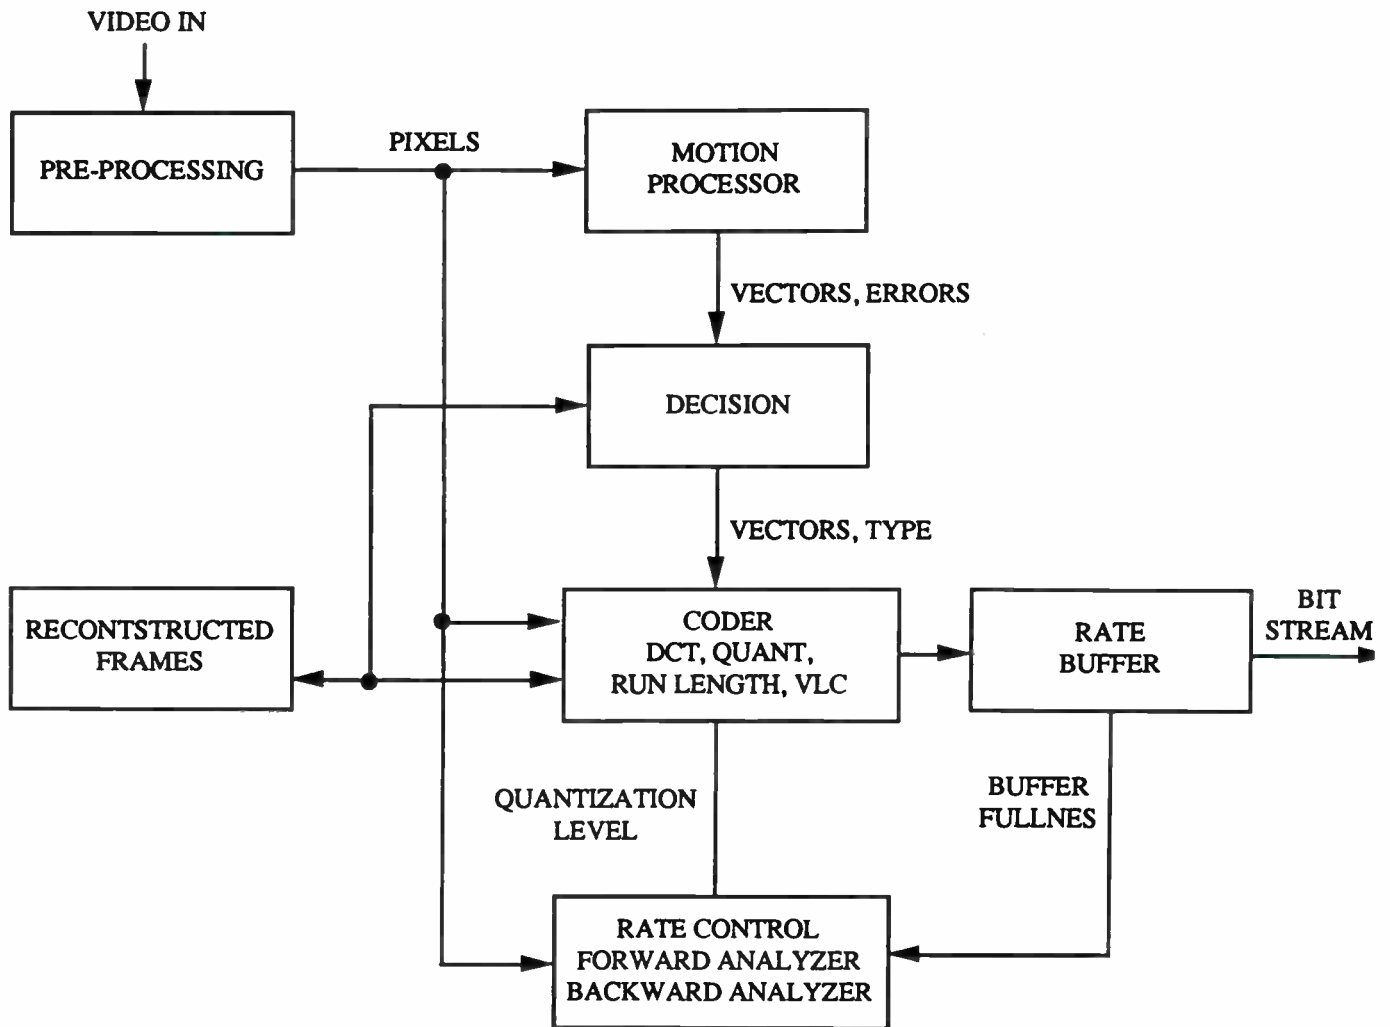 VIDEO IN
PRE-PROCESSING
PIXELS
MOTION
PROCESSOR
VECTORS, ERRORS
DECISION
VECTORS, TYPE
RECONTSTRUCTED
FRAMES
CODER
DCT, QUANT,
RUN LENGTH, VLC
RATE
BUFFER
BIT
STREAM
QUANTIZATION
LEVEL
BUFFER
FULLNES
RATE CONTROL
FORWARD ANALYZER
BACKWARD ANALYZER